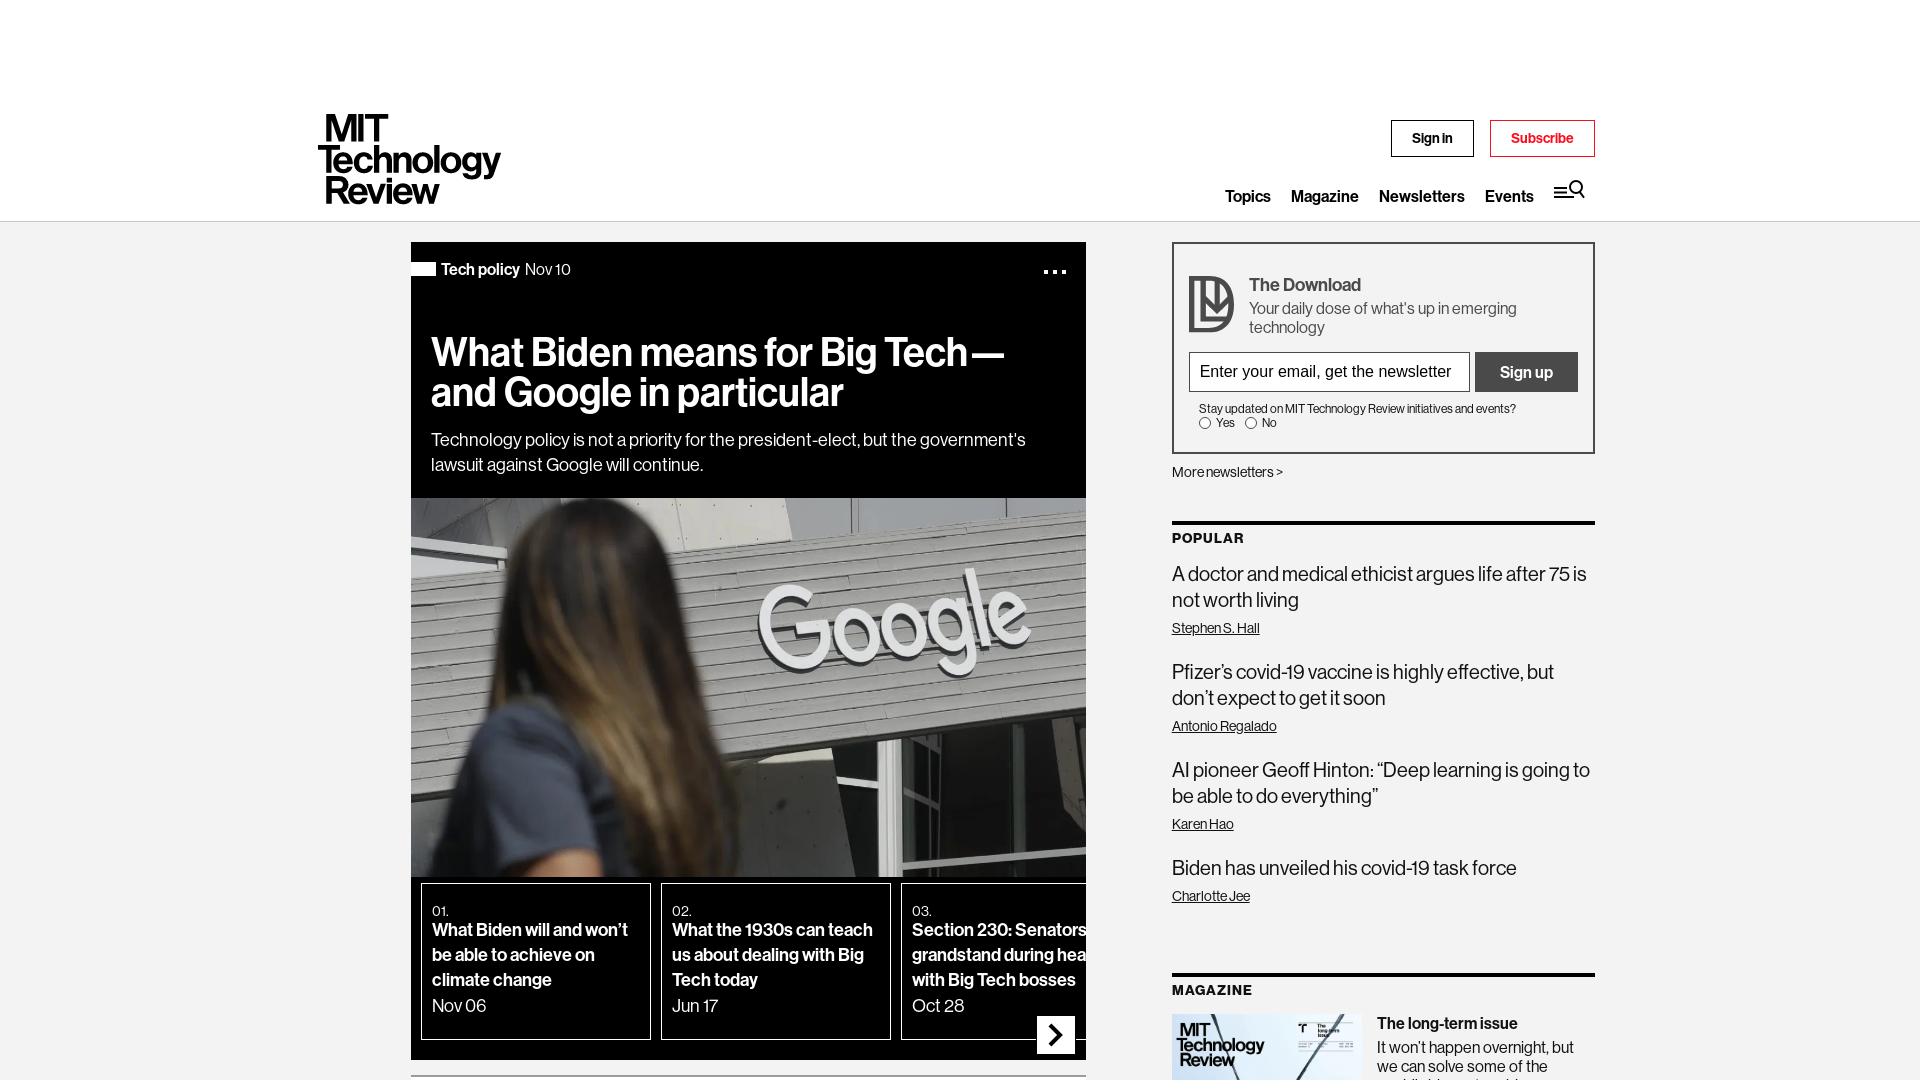 MIT
Technology
Review
Sign in
Subscribe
Topics
Magazine
Newsletters
Events
Tech policy Nov 10
What Biden means for Big Tech—
and Google in particular
Technology policy is not a priority for the president-elect, but the government's
lawsuit against Google will continue.
Google
01.
What Biden will and won’t
be able to achieve on
climate change
Nov 06
02.
What the 1930s can teach
us about dealing with Big
Tech today
Jun 17
03.
Section 230: Senators
grandstand during hea
with Big Tech bosses
Oct 28
The Download
Your daily dose of what's up in emerging
technology
Enter your email, get the newsletter
Sign up
Stay updated on MIT Technology Review initiatives and events?
Yes No
More newsletters >
POPULAR
A doctor and medical ethicist argues life after 75 is
not worth living
Stephen S. Hall
Pfizer’s covid-19 vaccine is highly effective, but
don’t expect to get it soon
Antonio Regalado
AI pioneer Geoff Hinton: “Deep learning is going to
be able to do everything”
Karen Hao
Biden has unveiled his covid-19 task force
Charlotte Jee
MAGAZINE
MIT
Technology
Review
The long-term issue
It won’t happen overnight, but
we can solve some of the